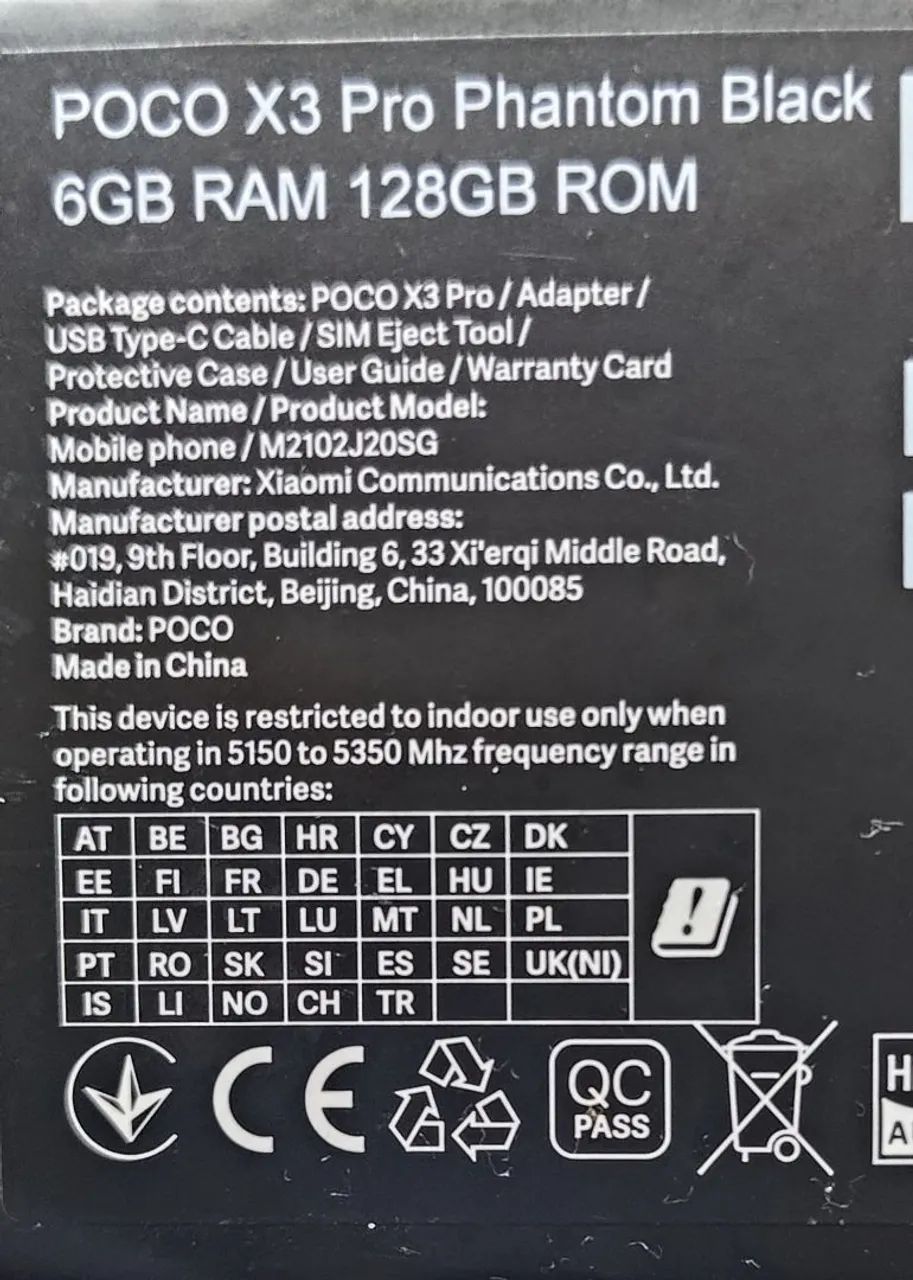 POCO X3 Pro Phantom Black
6GB RAM 128GB ROM
Package contents: POCO X3 Pro / Adapter /
USB Type-C Cable / SIM Eject Tool /
Protective Case / User Guide / Warranty Card
Product Name / Product Model:
Mobile phone / M2102J20SG
Manufacturer: Xiaomi Communications Co., Ltd.
Manufacturer postal address:
#019, 9th Floor, Building 6, 33 Xi'erqi Middle Road,
Haidian District, Beijing, China, 100085
Brand: POCO
Made in China
This device is restricted to indoor use only when
operating in 5150 to 5350 Mhz frequency range in
following countries:
AT BE BG HR CY CZ DK
EE FI FR DE EL HU IE
IT LV LT LU MT NL PL
PT RO SK SI ES SE UK(NI)
IS LI NO CH TR
CE
QC
PASS
H
A